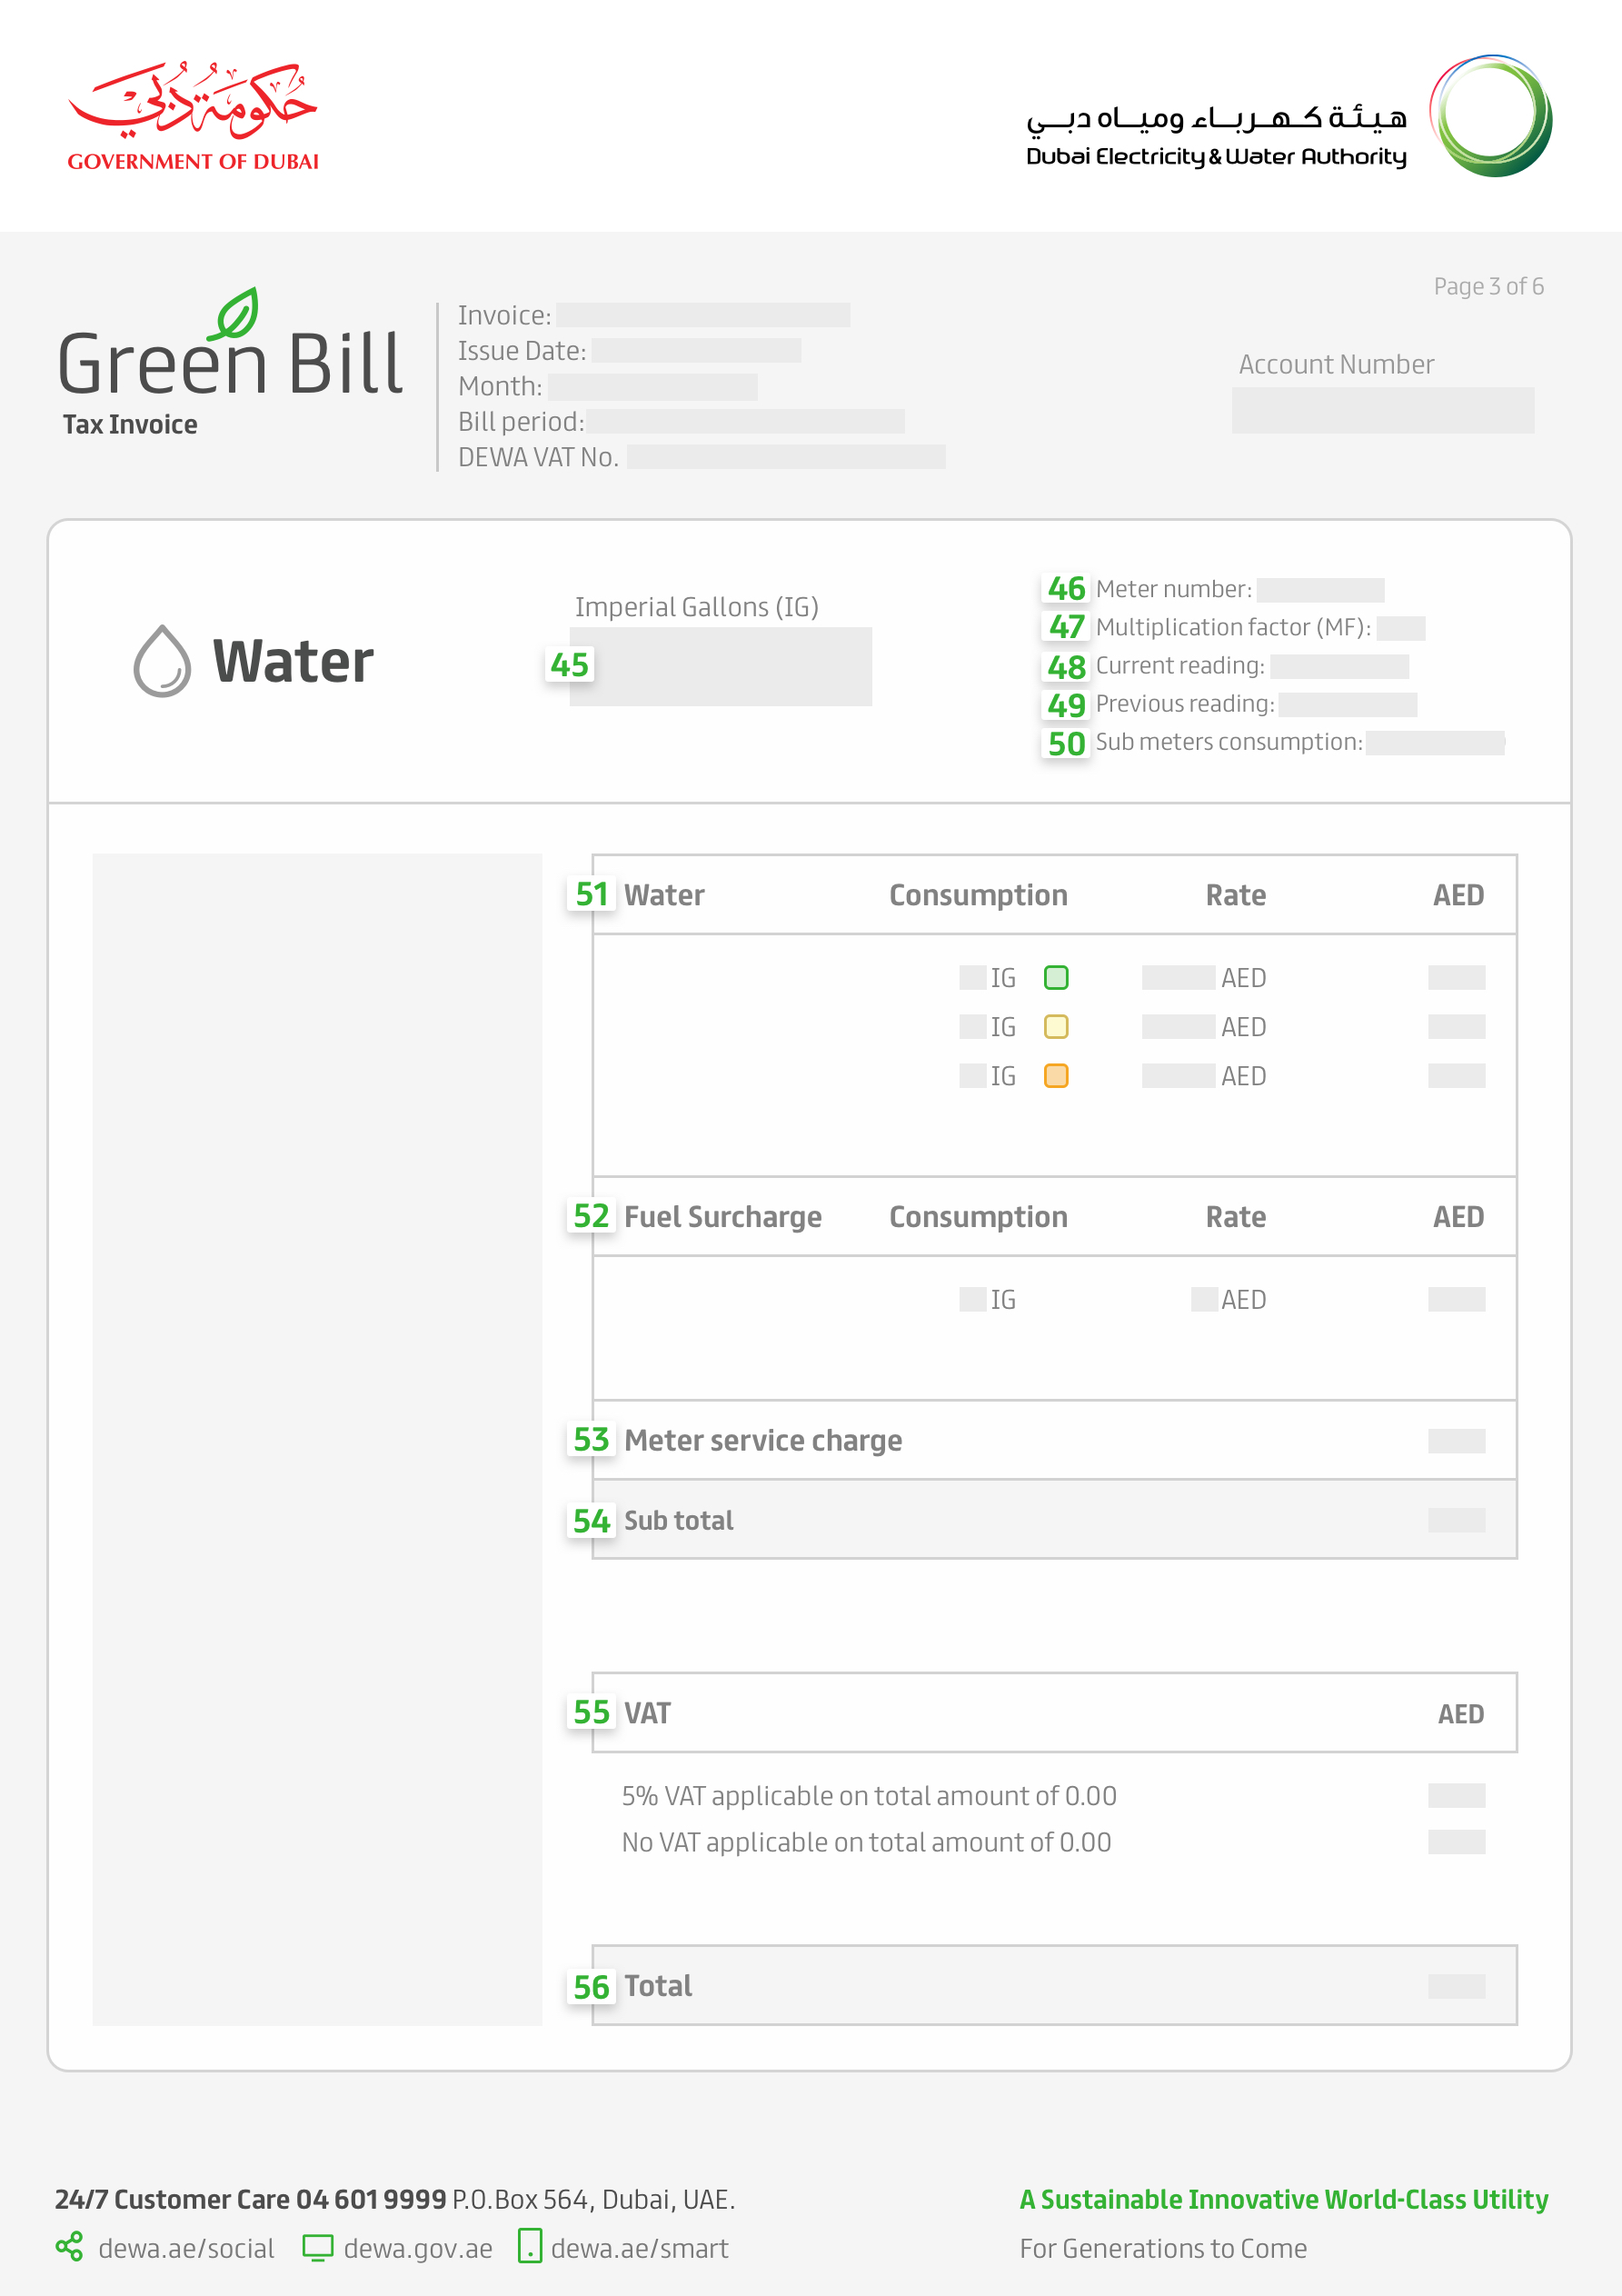 حكومة دبي
GOVERNMENT OF DUBAI
هيئة كهرباء ومياه دبي
Dubai Electricity & Water Authority
Page 3 of 6
Green Bill
Tax Invoice
Invoice:
Issue Date:
Month:
Bill period:
DEWA VAT No.
Account Number
Water
Imperial Gallons (IG)
45
46 Meter number:
47 Multiplication factor (MF):
48 Current reading:
49 Previous reading:
50 Sub meters consumption:
51 Water Consumption Rate AED
IG AED
IG AED
IG AED
52 Fuel Surcharge Consumption Rate AED
IG AED
53 Meter service charge
54 Sub total
55 VAT AED
5% VAT applicable on total amount of 0.00
No VAT applicable on total amount of 0.00
56 Total
24/7 Customer Care 04 601 9999 P.O.Box 564, Dubai, UAE.
dewa.ae/social dewa.gov.ae dewa.ae/smart
A Sustainable Innovative World-Class Utility
For Generations to Come